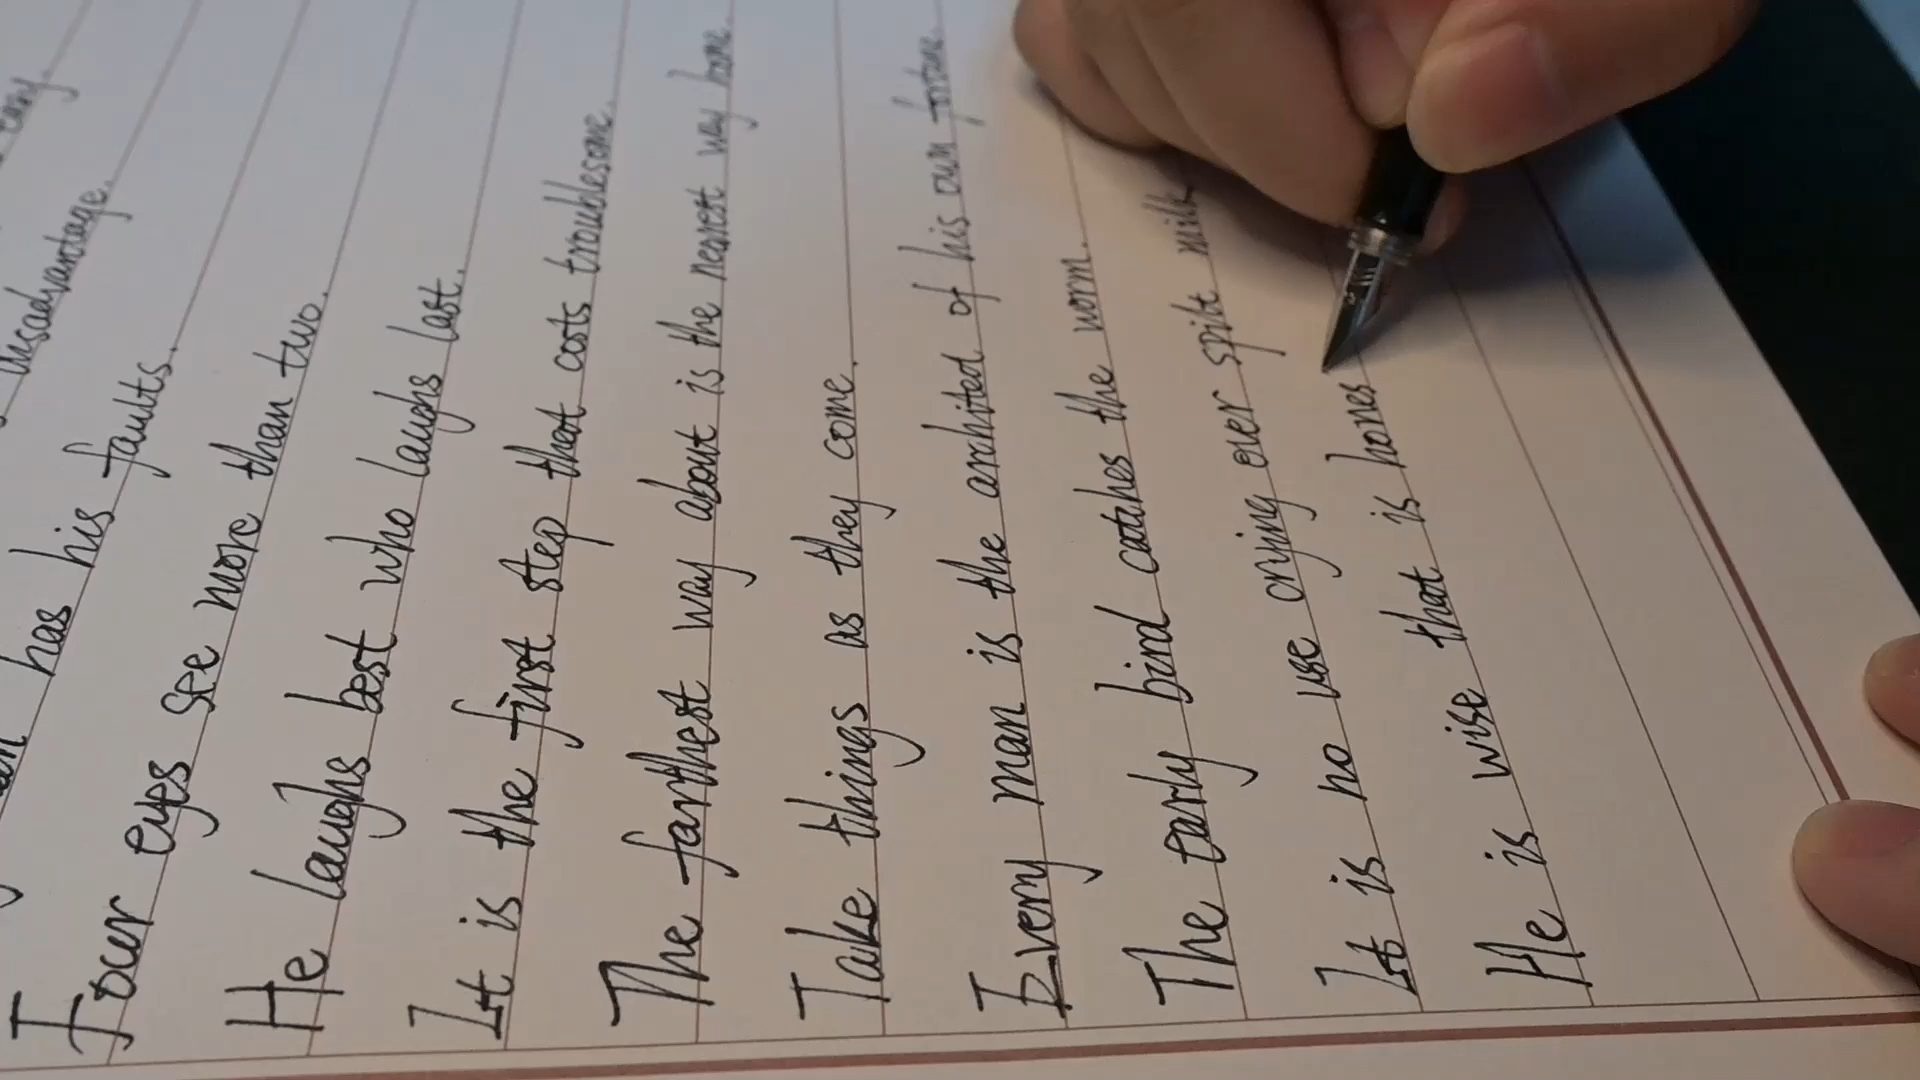 easy.
disadvantage.
has his faults.
Four eyes see more than two.
He laughs best who laughs last.
It is the first step that costs troublesome.
The farthest way about is the nearest way home.
Take things as they come.
Every man is the architect of his own fortune.
The early bird catches the worm.
It is no use crying over spilt milk
He is wise that is hones